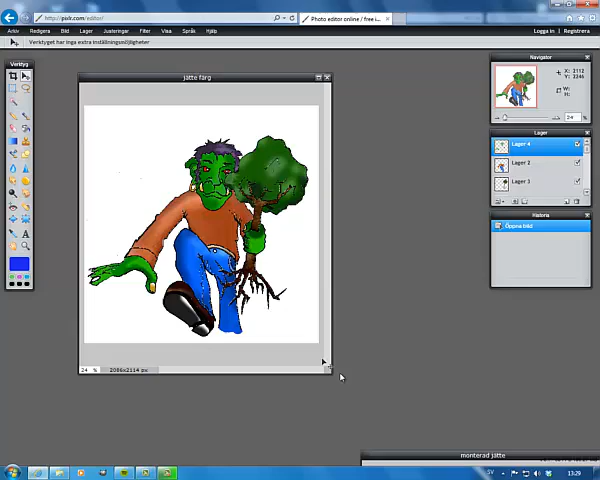 http://pixlr.com/editor/
Photo editor online / free i...
Arkiv Redigera Bild Lager Justeringar Filter Visa Språk Hjälp
Logga in | Registrera
Verktyget har inga extra inställningsmöjligheter
Verktyg
jätte färg
24 % 2086x2114 px
Navigator
X: 2112
Y: 2246
W:
H:
24 %
Lager
Lager 4
Lager 2
Lager 3
Historia
Öppna bild
monterad jätte
SV 13:29